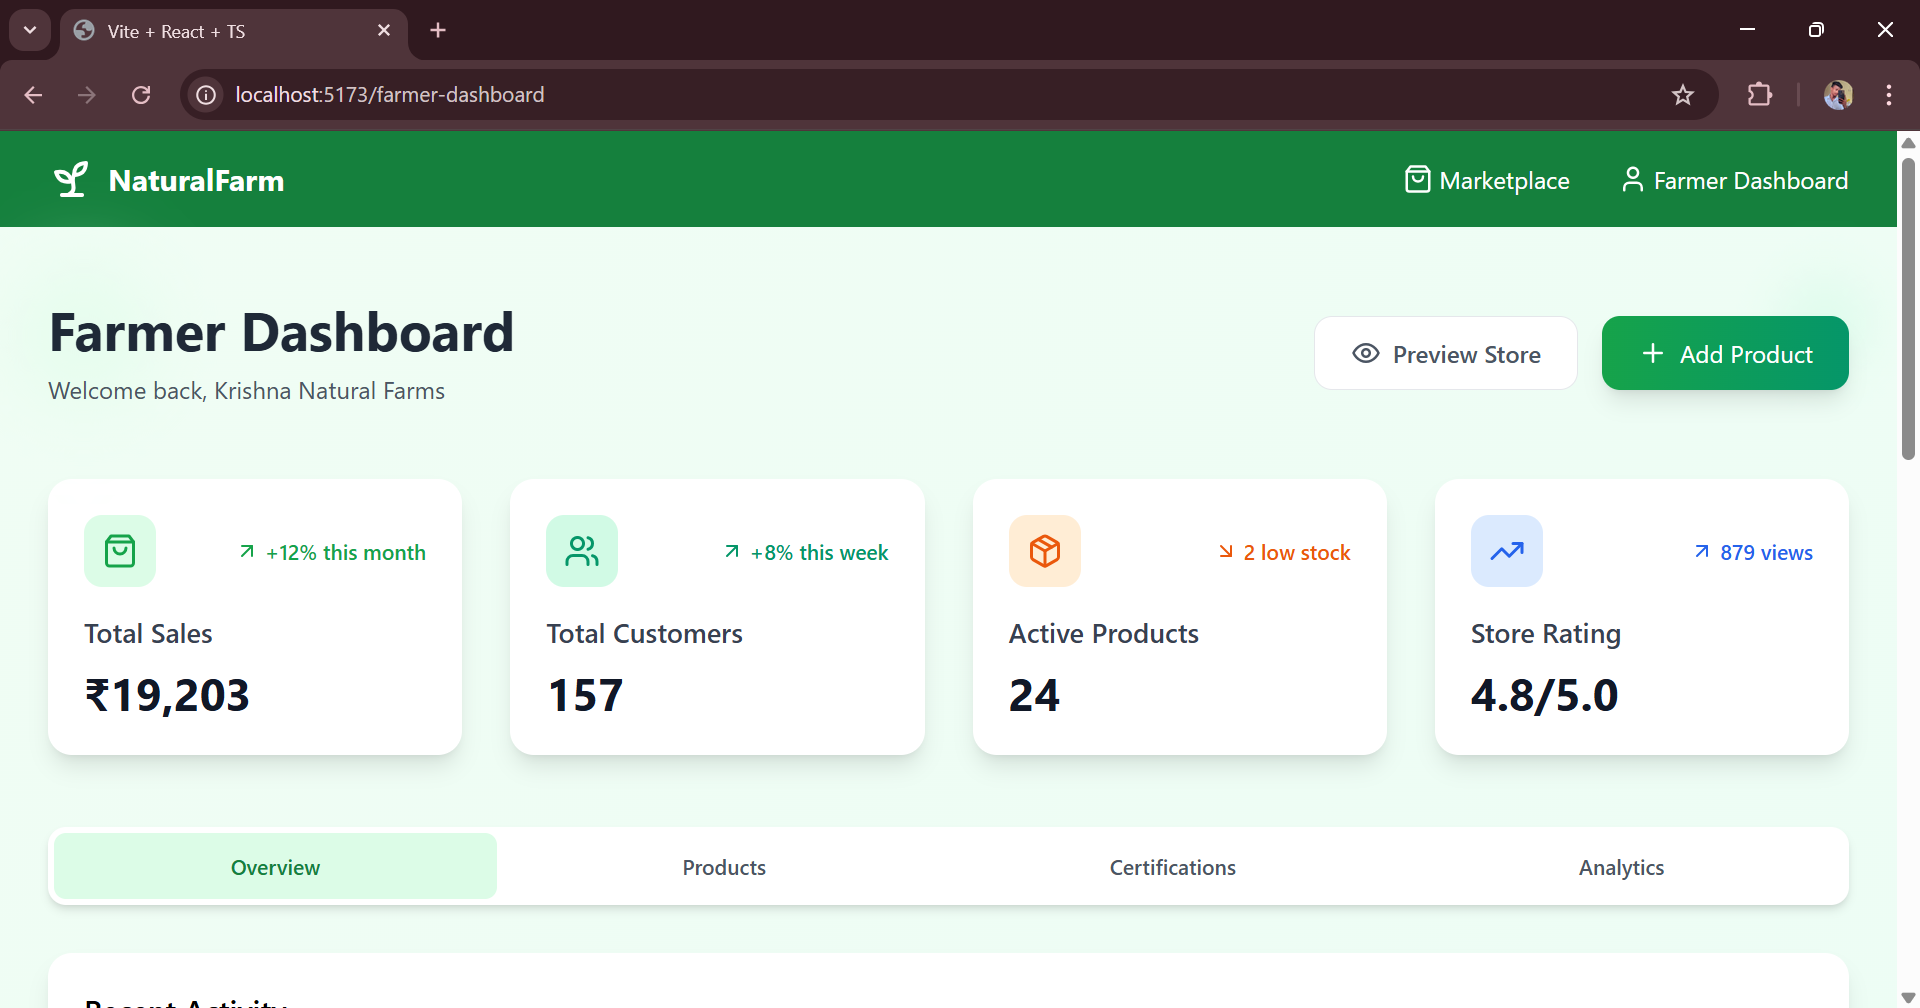 Vite + React + TS
localhost:5173/farmer-dashboard
NaturalFarm
Marketplace
Farmer Dashboard
Farmer Dashboard
Welcome back, Krishna Natural Farms
Preview Store
Add Product
+12% this month
Total Sales
₹19,203
+8% this week
Total Customers
157
2 low stock
Active Products
24
879 views
Store Rating
4.8/5.0
Overview
Products
Certifications
Analytics
Recent Activity